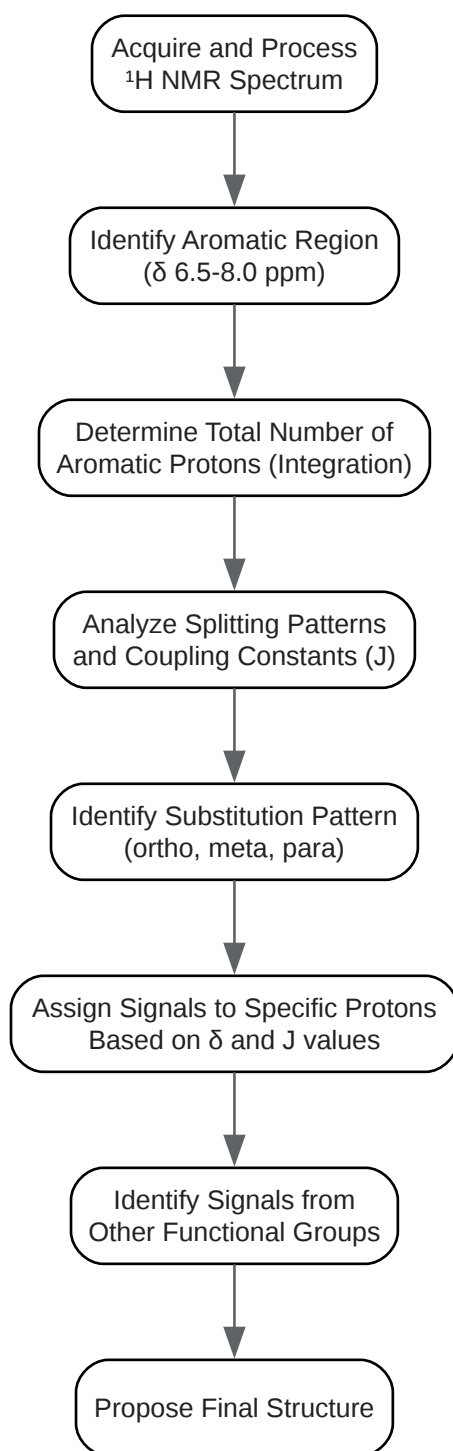 Acquire and Process
¹H NMR Spectrum
Identify Aromatic Region
(δ 6.5-8.0 ppm)
Determine Total Number of
Aromatic Protons (Integration)
Analyze Splitting Patterns
and Coupling Constants (J)
Identify Substitution Pattern
(ortho, meta, para)
Assign Signals to Specific Protons
Based on δ and J values
Identify Signals from
Other Functional Groups
Propose Final Structure